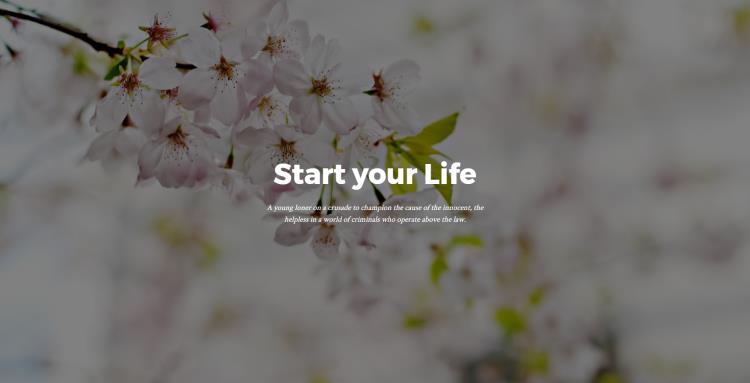 Start your Life
A young loner on a crusade to champion the cause of the innocent, the
helpless in a world of criminals who operate above the law.